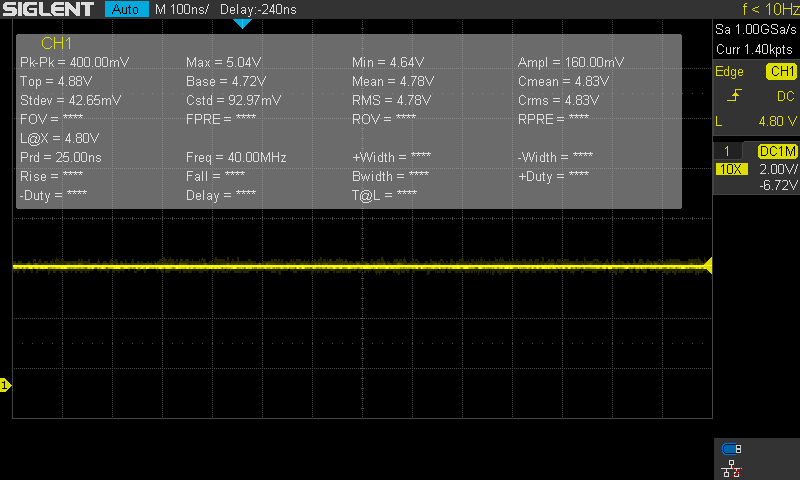 SIGLENT Auto M 100ns/ Delay:-240ns f < 10Hz
Sa 1.00GSa/s
Curr 1.40kpts
CH1
Pk-Pk = 400.00mV Max = 5.04V Min = 4.64V Ampl = 160.00mV
Top = 4.88V Base = 4.72V Mean = 4.78V Cmean = 4.83V
Stdev = 42.65mV Cstd = 92.97mV RMS = 4.78V Crms = 4.83V
FOV = **** FPRE = **** ROV = **** RPRE = ****
L@X = 4.80V
Prd = 25.00ns Freq = 40.00MHz +Width = **** -Width = ****
Rise = **** Fall = **** Bwidth = **** +Duty = ****
-Duty = **** Delay = **** T@L = ****
Edge CH1
DC
L 4.80 V
1 DC1M
10X 2.00V/
-6.72V
1